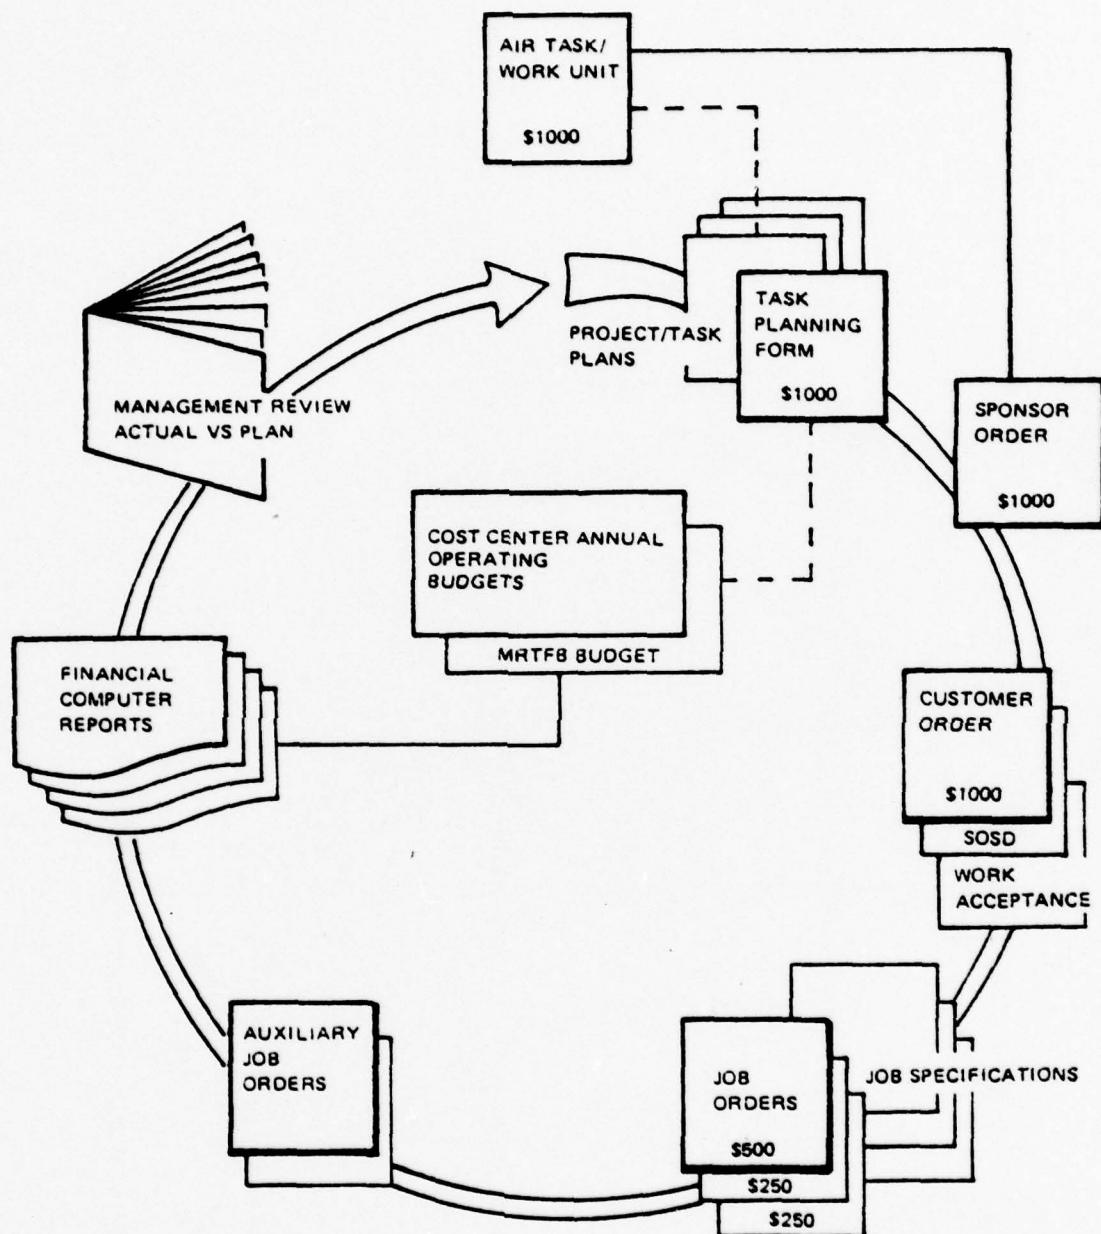 AIR TASK/
WORK UNIT
$1000
PROJECT/TASK
PLANS
TASK
PLANNING
FORM
$1000
MANAGEMENT REVIEW
ACTUAL VS PLAN
SPONSOR
ORDER
$1000
COST CENTER ANNUAL
OPERATING
BUDGETS
MRTFB BUDGET
FINANCIAL
COMPUTER
REPORTS
CUSTOMER
ORDER
$1000
SOSD
WORK
ACCEPTANCE
AUXILIARY
JOB
ORDERS
JOB
ORDERS
$500
$250
$250
JOB SPECIFICATIONS